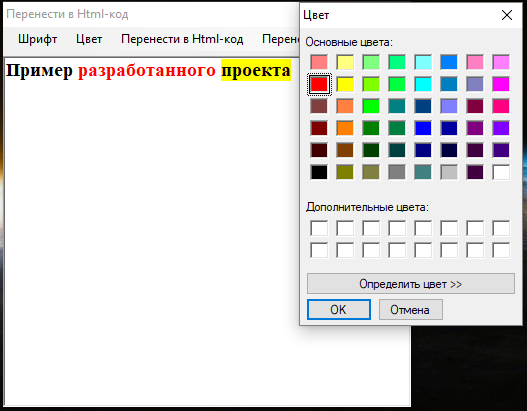 Перенести в Html-код
Шрифт Цвет Перенести в Html-код Перено
Пример разработанного проекта
Цвет
Основные цвета:
Дополнительные цвета:
Определить цвет >>
OK Отмена